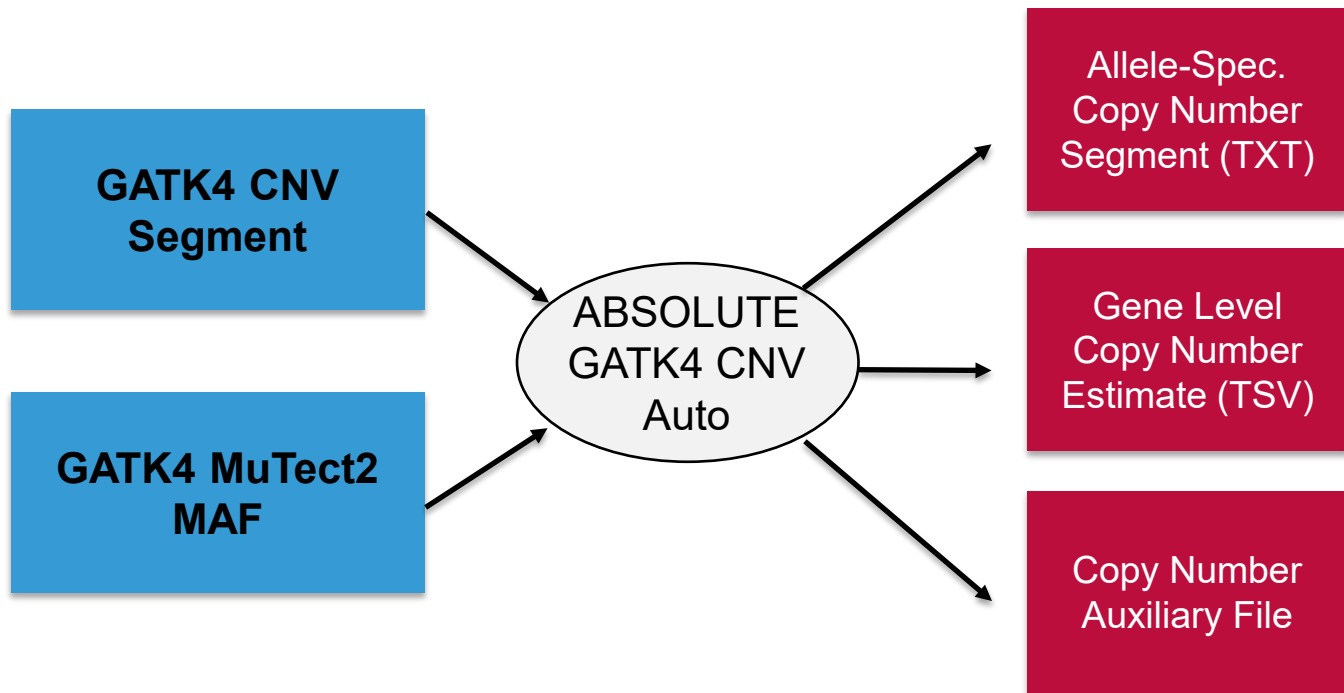 GATK4 CNV
Segment
GATK4 MuTect2
MAF
ABSOLUTE
GATK4 CNV
Auto
Allele-Spec.
Copy Number
Segment (TXT)
Gene Level
Copy Number
Estimate (TSV)
Copy Number
Auxiliary File